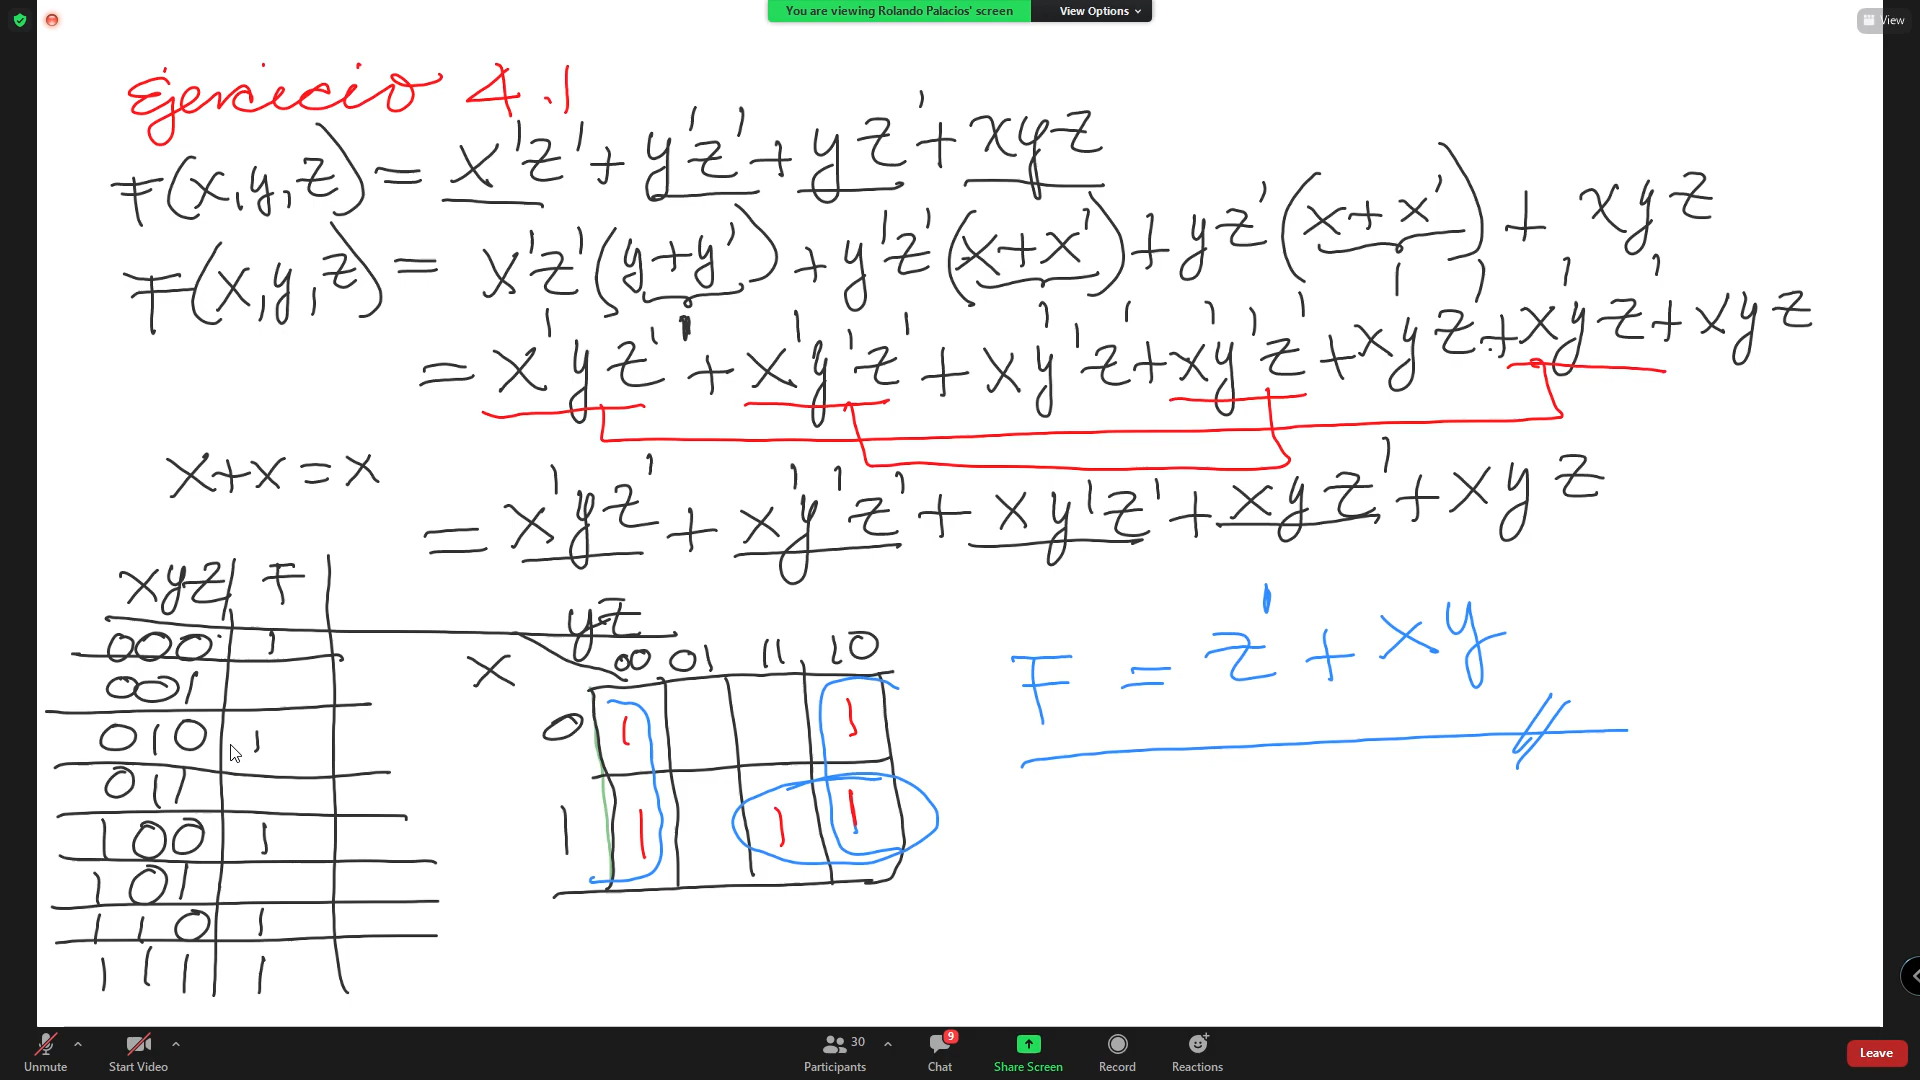 You are viewing Rolando Palacios' screen
View Options
View
Ejercicio 4.1
F(x,y,z) = x'z' + y'z' + yz' + xyz
F(x,y,z) = x'z'(y+y') + y'z'(x+x') + yz'(x+x') + xyz
= x'yz' + x'y'z' + xy'z' + x'y'z' + xyz' + x'yz' + xyz
x+x=x
= x'yz' + x'y'z' + xy'z' + xyz' + xyz
xyz F
000 1
001
010 1
011
100 1
101
110 1
111 1
yz
x 00 01 11 10
0 1 1
1 1 1 1
F = z' + xy
Unmute
Start Video
30
Participants
9
Chat
Share Screen
Record
Reactions
Leave